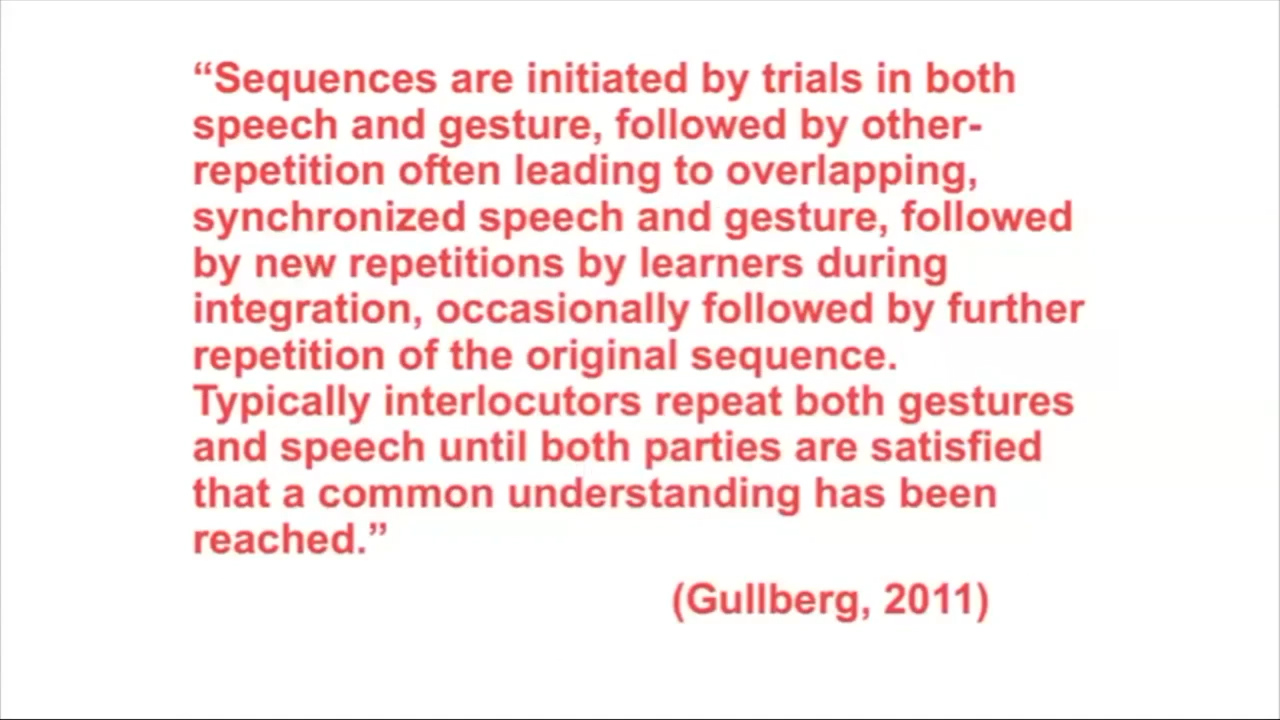 “Sequences are initiated by trials in both
speech and gesture, followed by other-
repetition often leading to overlapping,
synchronized speech and gesture, followed
by new repetitions by learners during
integration, occasionally followed by further
repetition of the original sequence.
Typically interlocutors repeat both gestures
and speech until both parties are satisfied
that a common understanding has been
reached.”
(Gullberg, 2011)